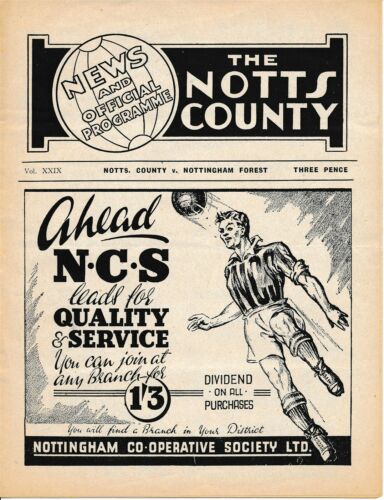 NEWS
AND
OFFICIAL
PROGRAMME
THE
NOTTS
COUNTY
Vol. XXIX NOTTS. COUNTY v. NOTTINGHAM FOREST THREE PENCE
Ahead
N·C·S
leads for
QUALITY
& SERVICE
You can join at
any Branch for
1'3
NCS
DIVIDEND
- ON ALL -
PURCHASES
You will find a Branch in Your District
NOTTINGHAM CO-OPERATIVE SOCIETY LTD.